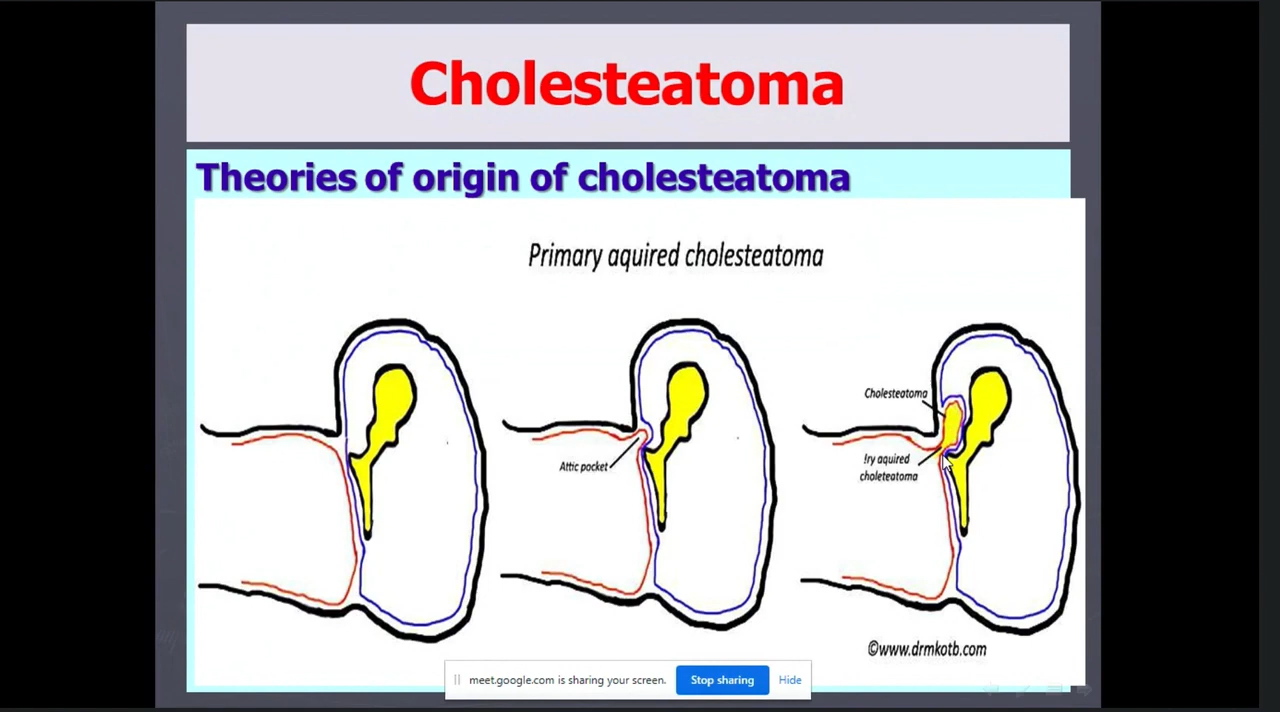 Cholesteatoma
Theories of origin of cholesteatoma
Primary aquired cholesteatoma
Attic pocket
Cholesteatoma
!ry aquired
choleteatoma
©www.drmkotb.com
meet.google.com is sharing your screen.
Stop sharing
Hide